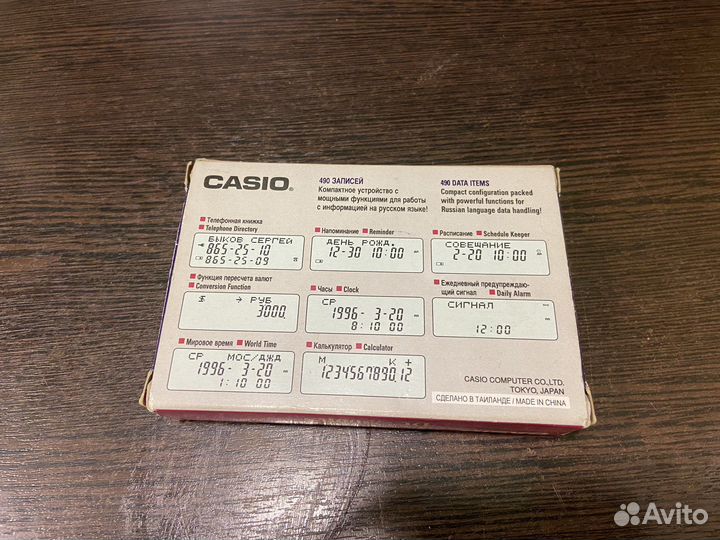 CASIO®
490 ЗАПИСЕЙ
Компактное устройство с
мощными функциями для работы
с информацией на русском языке!
490 DATA ITEMS
Compact configuration packed
with powerful functions for
Russian language data handling!
Телефонная книжка
Telephone Directory
БЫКОВ СЕРГЕЙ
865-25-10
865-25-09
Напоминание Reminder
ДЕНЬ РОЖД.
12-30 10:00
Расписание Schedule Keeper
СОВЕЩАНИЕ
2-20 10:00
Функция пересчета валют
Conversion Function
$ → РУБ
3000.
Часы Clock
СР
1996- 3-20
8:10 00
Ежедневный предупреждаю-
щий сигнал Daily Alarm
СИГНАЛ
12:00
Мировое время World Time
СР МОС/ДЖД
1996- 3-20
1:10 00
Калькулятор Calculator
M K +
1234567890.12
CASIO COMPUTER CO.,LTD.
TOKYO, JAPAN
СДЕЛАНО В ТАИЛАНДЕ / MADE IN CHINA
Avito